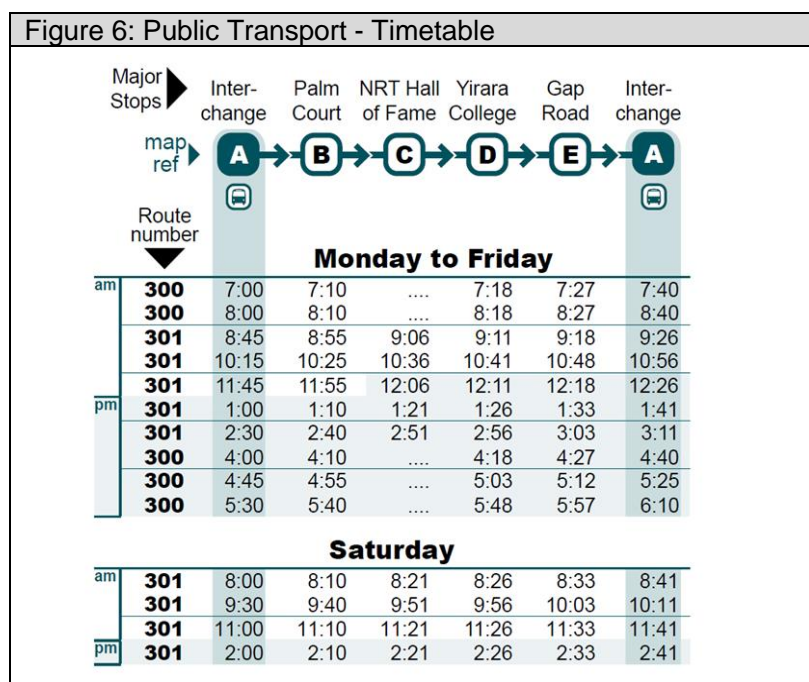 Figure 6: Public Transport - Timetable
Major Stops Inter-change Palm Court NRT Hall of Fame Yirara College Gap Road Inter-change
map ref A B C D E A
Route number
Monday to Friday
am 300 7:00 7:10 .... 7:18 7:27 7:40
300 8:00 8:10 .... 8:18 8:27 8:40
301 8:45 8:55 9:06 9:11 9:18 9:26
301 10:15 10:25 10:36 10:41 10:48 10:56
301 11:45 11:55 12:06 12:11 12:18 12:26
pm 301 1:00 1:10 1:21 1:26 1:33 1:41
301 2:30 2:40 2:51 2:56 3:03 3:11
300 4:00 4:10 .... 4:18 4:27 4:40
300 4:45 4:55 .... 5:03 5:12 5:25
300 5:30 5:40 .... 5:48 5:57 6:10
Saturday
am 301 8:00 8:10 8:21 8:26 8:33 8:41
301 9:30 9:40 9:51 9:56 10:03 10:11
301 11:00 11:10 11:21 11:26 11:33 11:41
pm 301 2:00 2:10 2:21 2:26 2:33 2:41